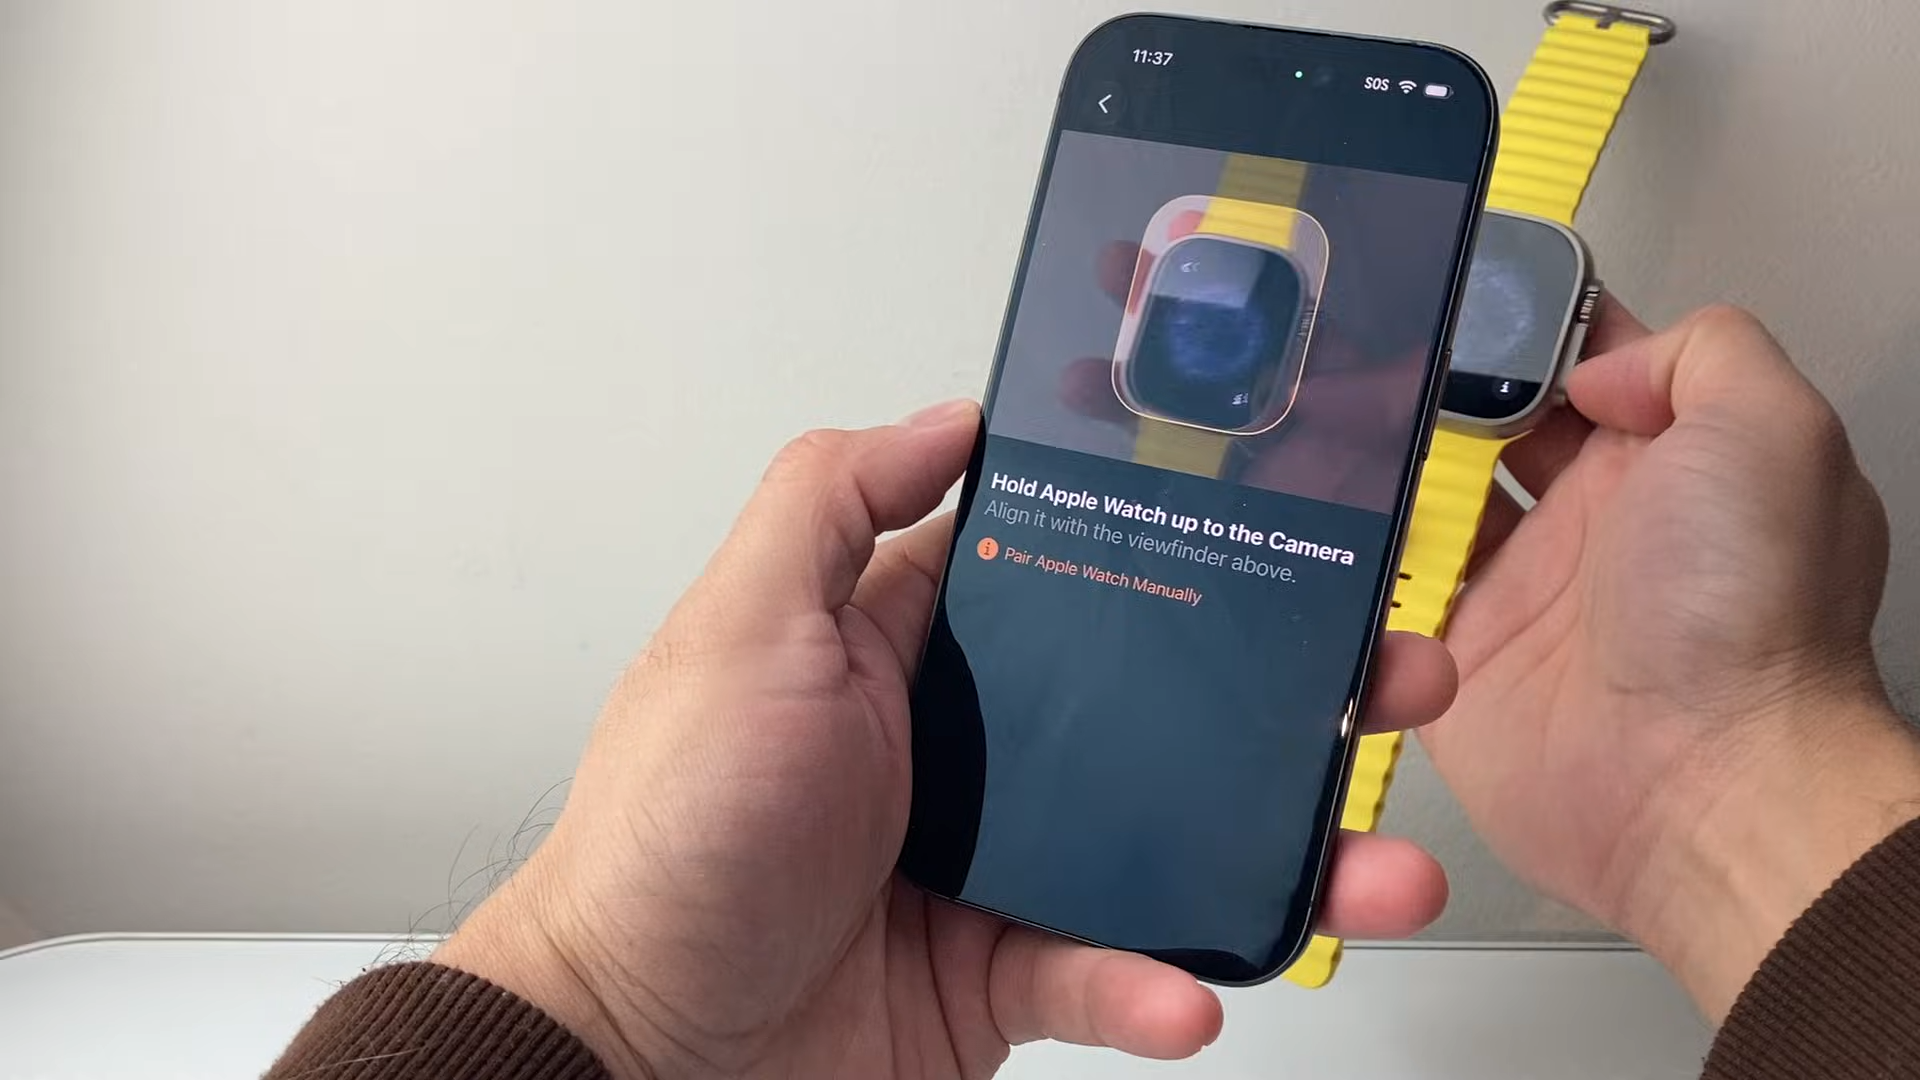 11:37
SOS
Hold Apple Watch up to the Camera
Align it with the viewfinder above.
i Pair Apple Watch Manually
i